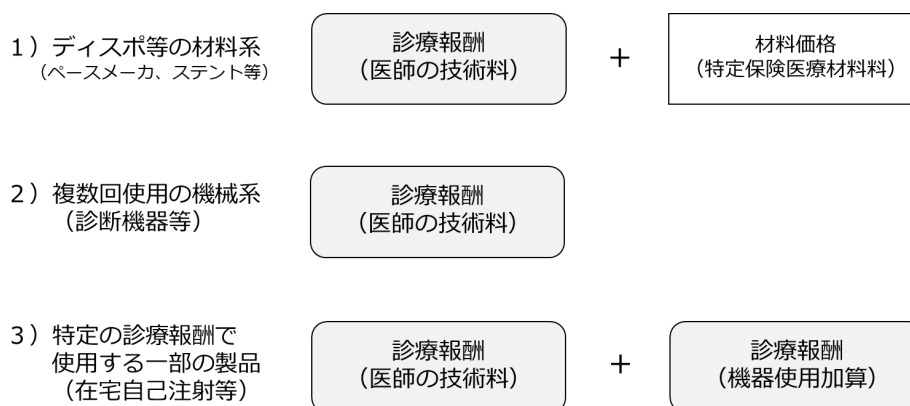 1）ディスポ等の材料系
（ペースメーカ、ステント等）
診療報酬
（医師の技術料）
+
材料価格
（特定保険医療材料料）
2）複数回使用の機械系
（診断機器等）
診療報酬
（医師の技術料）
3）特定の診療報酬で
使用する一部の製品
（在宅自己注射等）
診療報酬
（医師の技術料）
+
診療報酬
（機器使用加算）